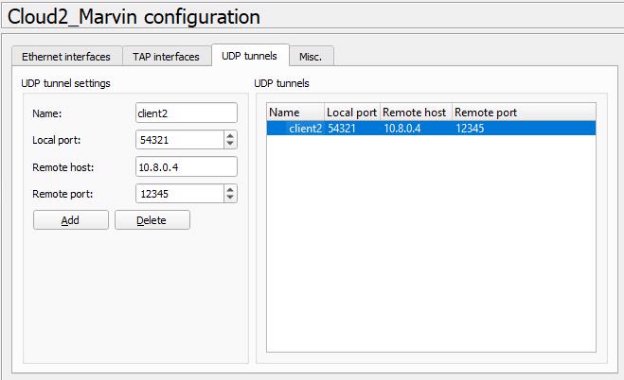 Cloud2_Marvin configuration
Ethernet interfaces TAP interfaces UDP tunnels Misc.
UDP tunnel settings
Name: client2
Local port: 54321
Remote host: 10.8.0.4
Remote port: 12345
Add Delete
UDP tunnels
Name Local port Remote host Remote port
client2 54321 10.8.0.4 12345